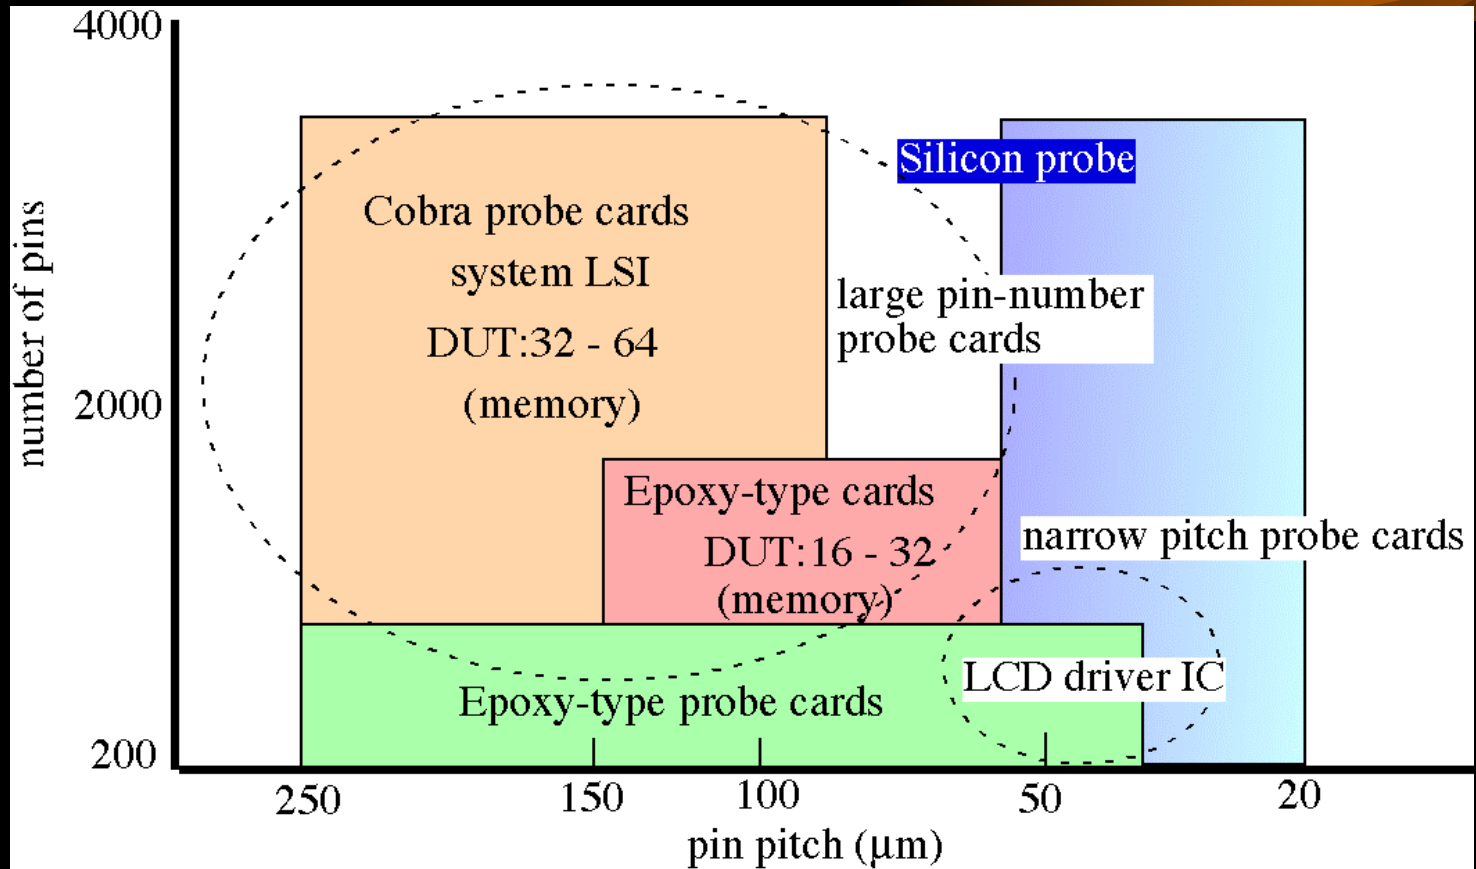 4000
Silicon probe
Cobra probe cards
system LSI
DUT:32 - 64
(memory)
large pin-number
probe cards
number of pins
2000
Epoxy-type cards
DUT:16 - 32
(memory)
narrow pitch probe cards
LCD driver IC
Epoxy-type probe cards
200
250 150 100 50 20
pin pitch (μm)